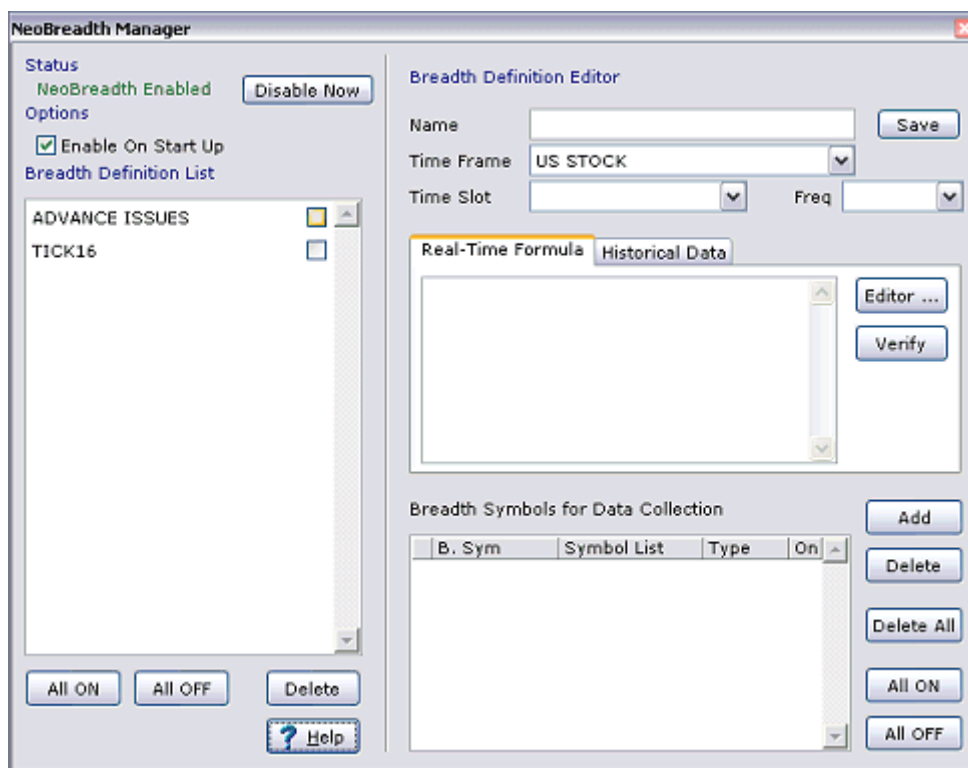 NeoBreadth Manager
Status
NeoBreadth Enabled
Disable Now
Options
Enable On Start Up
Breadth Definition List
ADVANCE ISSUES
TICK16
All ON
All OFF
Delete
? Help
Breadth Definition Editor
Name
Save
Time Frame
US STOCK
Time Slot
Freq
Real-Time Formula
Historical Data
Editor ...
Verify
Breadth Symbols for Data Collection
B. Sym
Symbol List
Type
On
Add
Delete
Delete All
All ON
All OFF